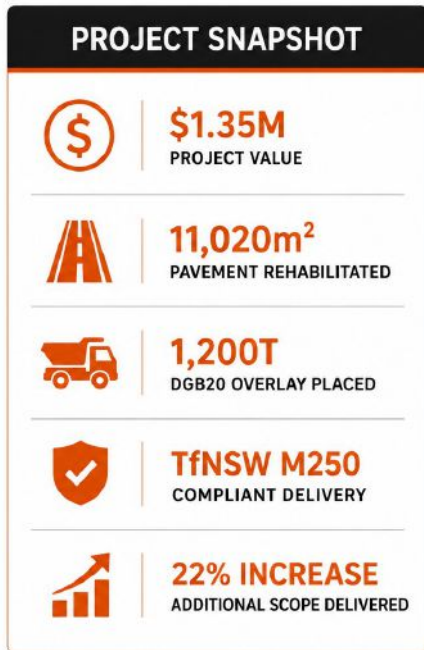 PROJECT SNAPSHOT
$
$1.35M
PROJECT VALUE
11,020m²
PAVEMENT REHABILITATED
1,200T
DGB20 OVERLAY PLACED
TfNSW M250
COMPLIANT DELIVERY
22% INCREASE
ADDITIONAL SCOPE DELIVERED